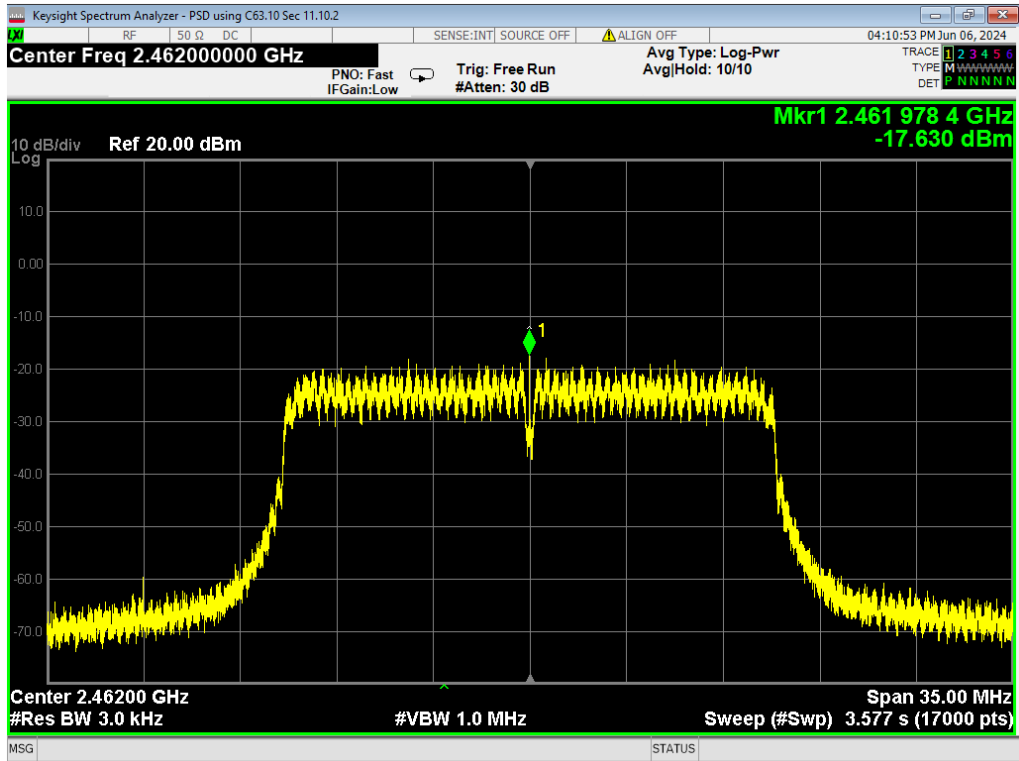 Keysight Spectrum Analyzer - PSD using C63.10 Sec 11.10.2
LXI RF 50 Ω DC SENSE:INT SOURCE OFF ALIGN OFF 04:10:53 PM Jun 06, 2024
Center Freq 2.462000000 GHz
PNO: Fast
IFGain:Low
Trig: Free Run
#Atten: 30 dB
Avg Type: Log-Pwr
Avg|Hold: 10/10
TRACE 1 2 3 4 5 6
TYPE M WWWWW
DET P N N N N N
Mkr1 2.461 978 4 GHz
-17.630 dBm
10 dB/div Ref 20.00 dBm
Log
10.0
0.00
-10.0
1
-20.0
-30.0
-40.0
-50.0
-60.0
-70.0
Center 2.46200 GHz Span 35.00 MHz
#Res BW 3.0 kHz #VBW 1.0 MHz Sweep (#Swp) 3.577 s (17000 pts)
MSG STATUS